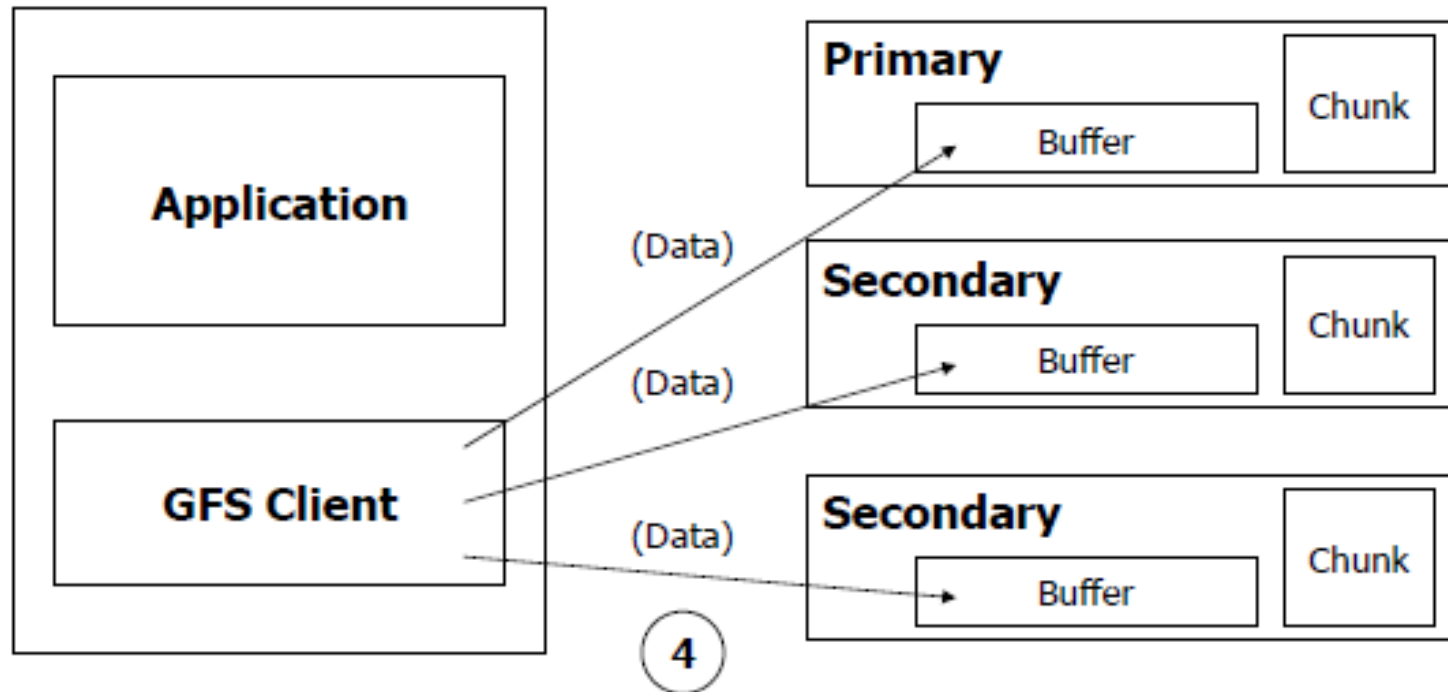 Application
GFS Client
(Data)
(Data)
(Data)
4
Primary
Buffer
Chunk
Secondary
Buffer
Chunk
Secondary
Buffer
Chunk